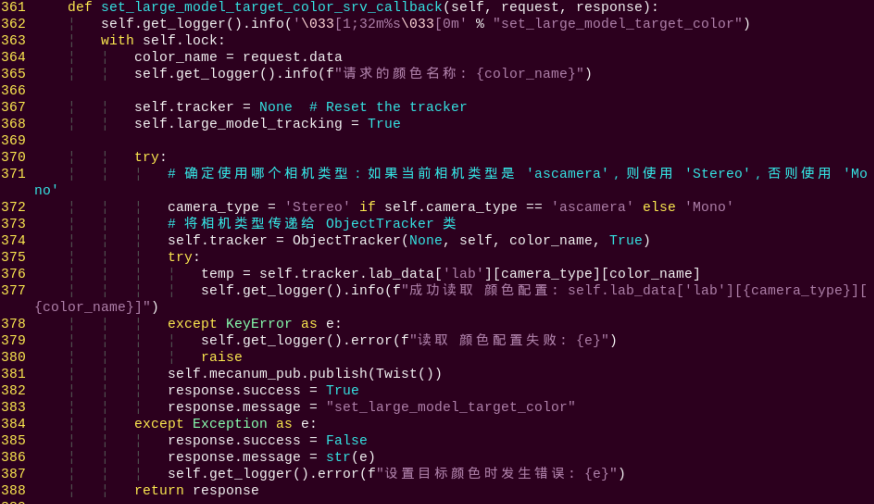 361     def set_large_model_target_color_srv_callback(self, request, response):
362         self.get_logger().info('\033[1;32m%s\033[0m' % "set_large_model_target_color")
363         with self.lock:
364             color_name = request.data
365             self.get_logger().info(f"请求的颜色名称: {color_name}")
366
367             self.tracker = None  # Reset the tracker
368             self.large_model_tracking = True
369
370             try:
371                 # 确定使用哪个相机类型：如果当前相机类型是 'ascamera'，则使用 'Stereo'，否则使用 'Mo
no'
372                 camera_type = 'Stereo' if self.camera_type == 'ascamera' else 'Mono'
373                 # 将相机类型传递给 ObjectTracker 类
374                 self.tracker = ObjectTracker(None, self, color_name, True)
375                 try:
376                     temp = self.tracker.lab_data['lab'][camera_type][color_name]
377                     self.get_logger().info(f"成功读取 颜色配置: self.lab_data['lab'][{camera_type}][
{color_name}]")
378                 except KeyError as e:
379                     self.get_logger().error(f"读取 颜色配置失败: {e}")
380                     raise
381                 self.mecanum_pub.publish(Twist())
382                 response.success = True
383                 response.message = "set_large_model_target_color"
384             except Exception as e:
385                 response.success = False
386                 response.message = str(e)
387                 self.get_logger().error(f"设置目标颜色时发生错误: {e}")
388             return response